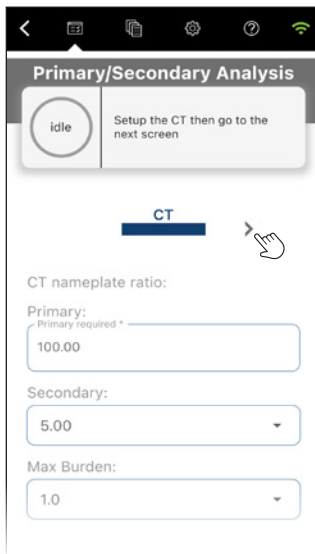 Primary/Secondary Analysis
idle
Setup the CT then go to the
next screen
CT
CT nameplate ratio:
Primary:
Primary required *
100.00
Secondary:
5.00
Max Burden:
1.0